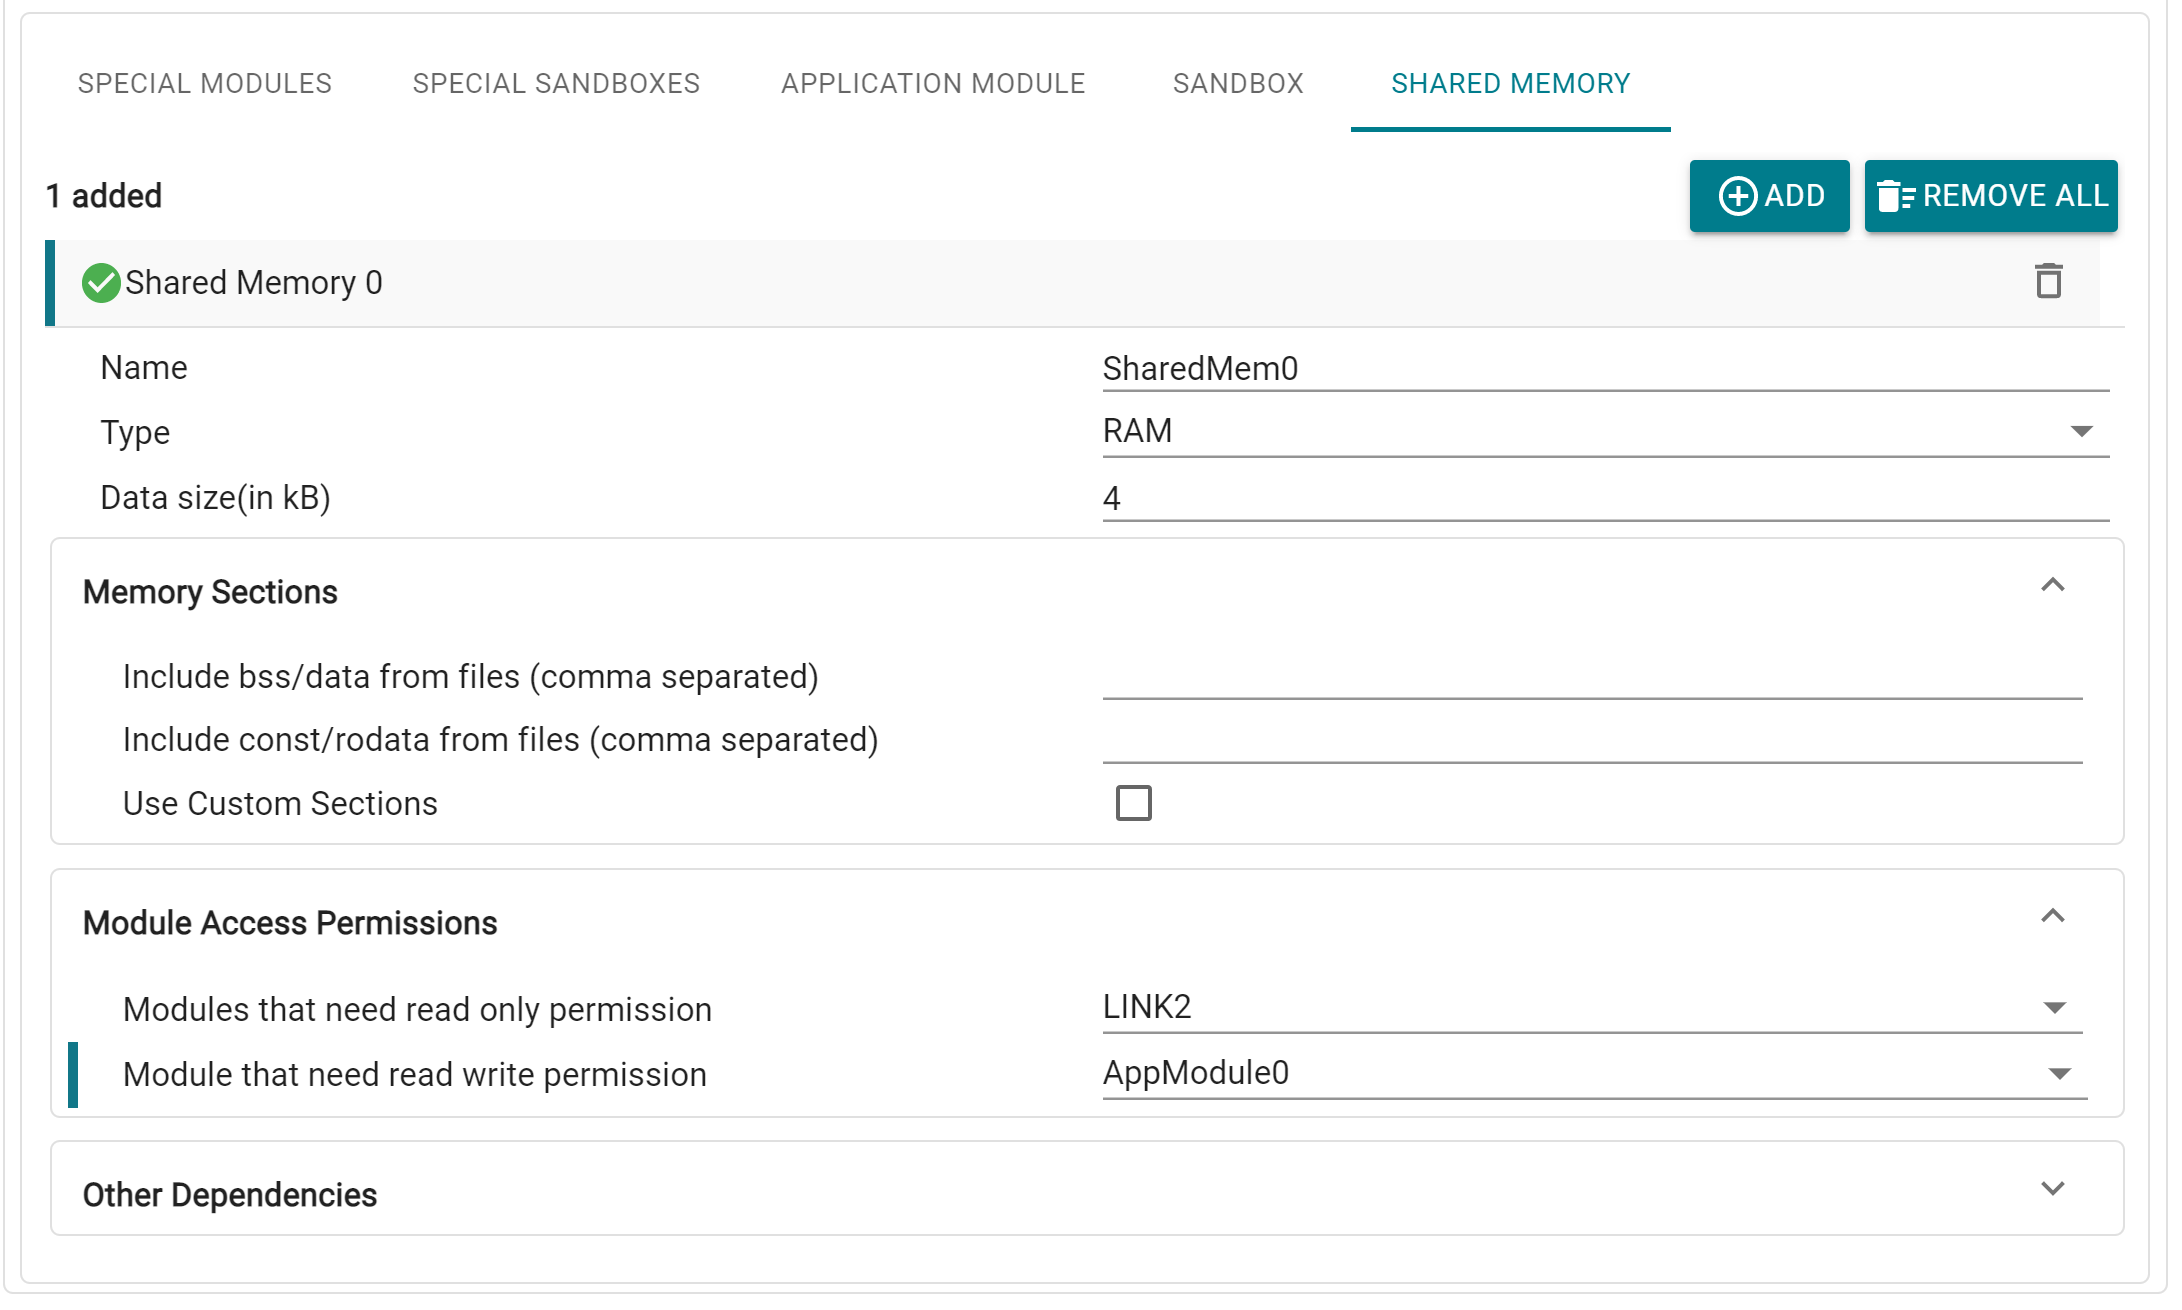 SPECIAL MODULES SPECIAL SANDBOXES APPLICATION MODULE SANDBOX SHARED MEMORY
1 added ADD REMOVE ALL
Shared Memory 0
Name SharedMem0
Type RAM
Data size(in kB) 4
Memory Sections
Include bss/data from files (comma separated)
Include const/rodata from files (comma separated)
Use Custom Sections
Module Access Permissions
Modules that need read only permission LINK2
Module that need read write permission AppModule0
Other Dependencies